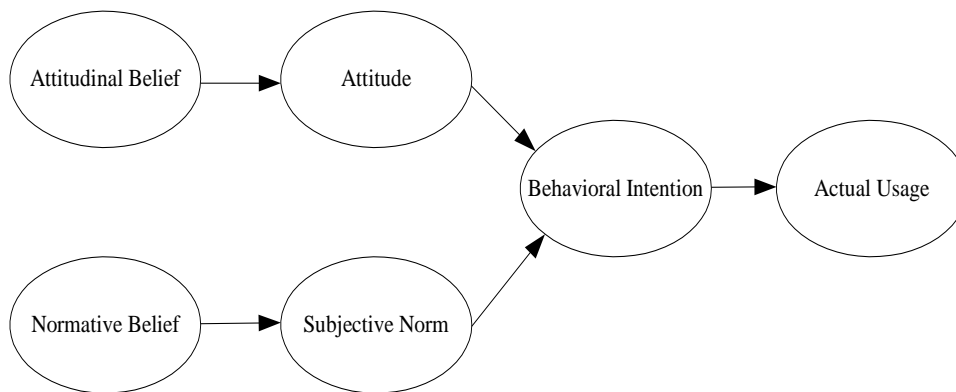 Attitudinal Belief
Attitude
Behavioral Intention
Actual Usage
Normative Belief
Subjective Norm